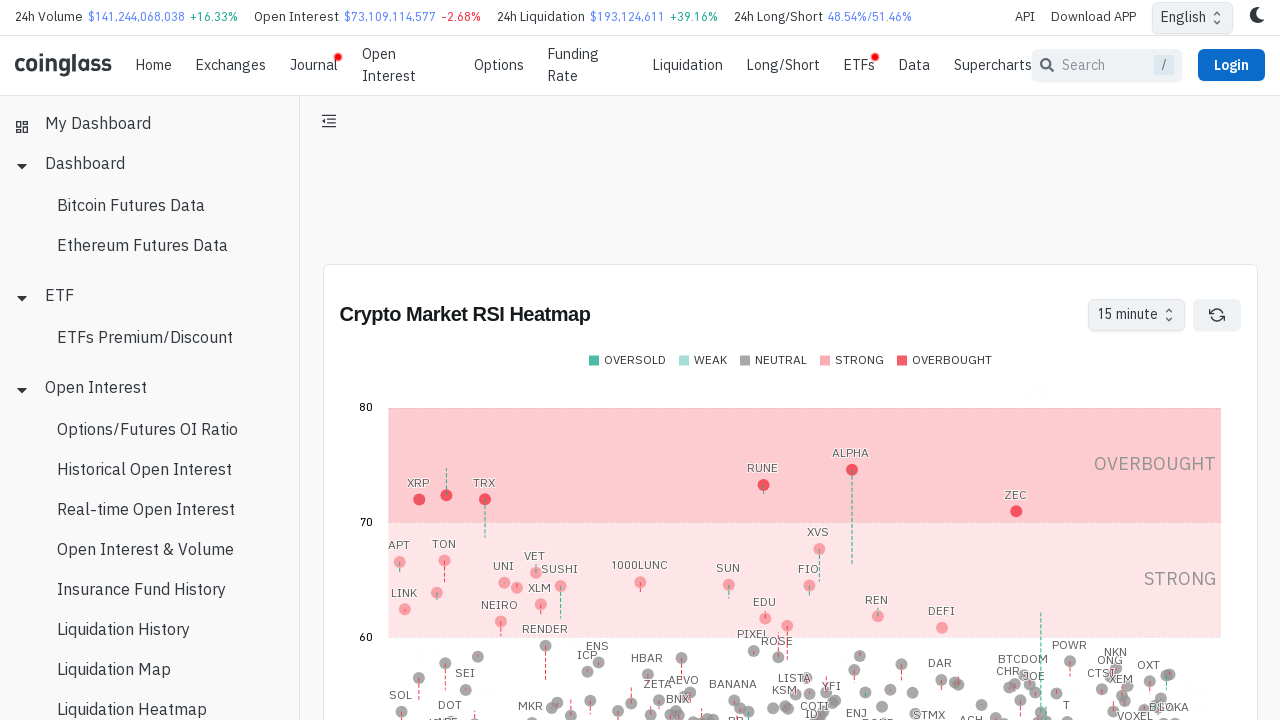 24h Volume $141,244,068,038 +16.33% Open Interest $73,109,114,577 -2.68% 24h Liquidation $193,124,611 +39.16% 24h Long/Short 48.54%/51.46% API Download APP English
coinglass Home Exchanges Journal Open Interest Options Funding Rate Liquidation Long/Short ETFs Data Supercharts Search / Login
My Dashboard
Dashboard
Bitcoin Futures Data
Ethereum Futures Data
ETF
ETFs Premium/Discount
Open Interest
Options/Futures OI Ratio
Historical Open Interest
Real-time Open Interest
Open Interest & Volume
Insurance Fund History
Liquidation History
Liquidation Map
Liquidation Heatmap
Crypto Market RSI Heatmap
15 minute
OVERSOLD WEAK NEUTRAL STRONG OVERBOUGHT
80
ALPHA
OVERBOUGHT
RUNE
XRP TRX
ZEC
70
XVS
APT TON
VET
UNI SUSHI 1000LUNC SUN FIO
STRONG
LINK XLM
NEIRO EDU REN
DEFI
RENDER
60
PIXEL
ROSE
ENS
POWR
ICP HBAR
NKN
BTCDOM ONG
DAR OXT
SEI CHR CTSI
JOE
ZETA AEVO BANANA LISTA
XEM
KSM YFI
SOL BNX
DOT MKR COTI
T
ENJ STMX
VOXEL
ACH